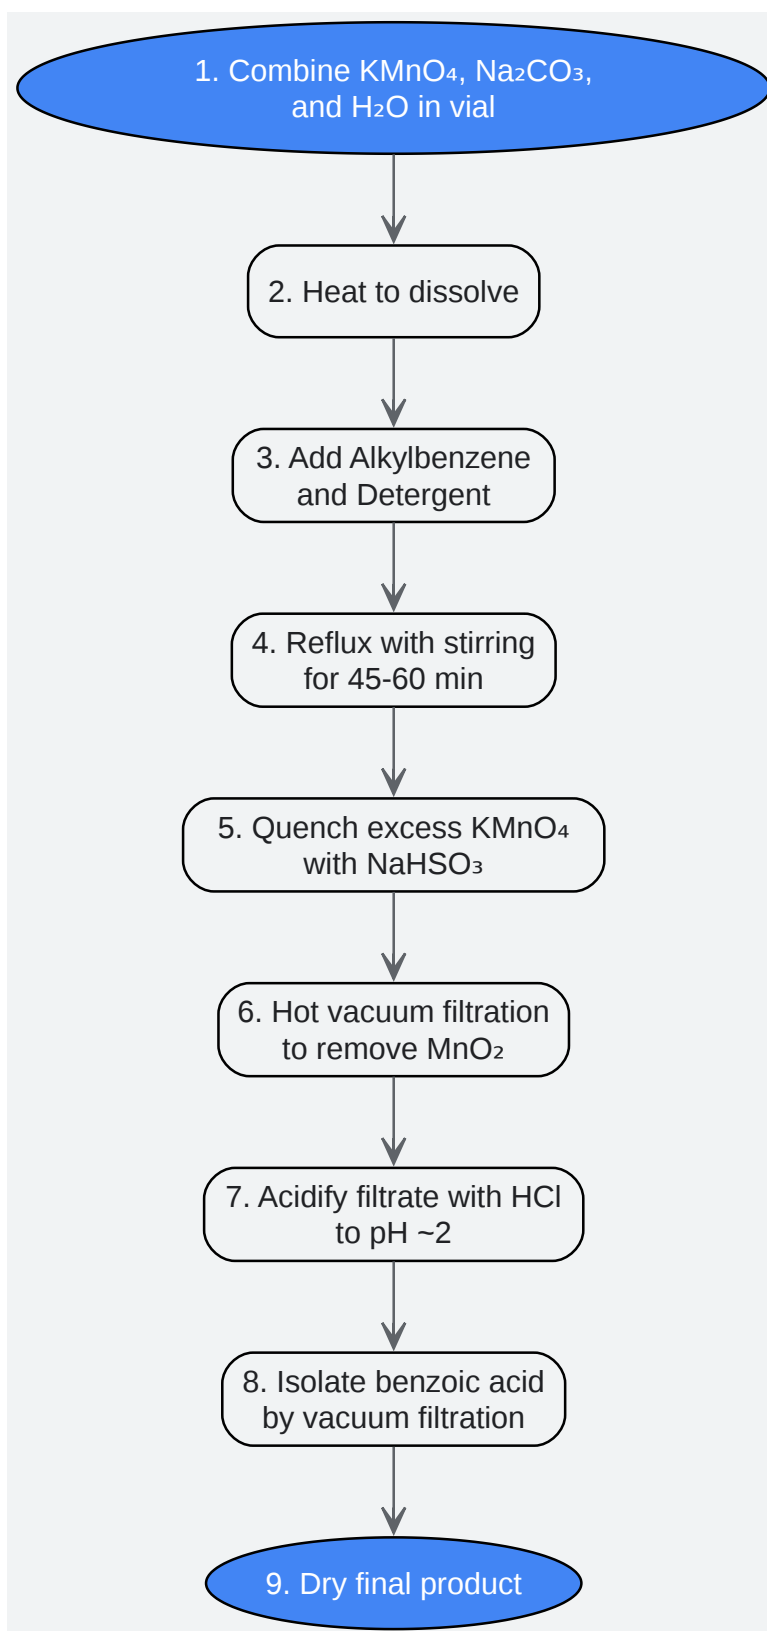 1. Combine KMnO₄, Na₂CO₃,
and H₂O in vial
2. Heat to dissolve
3. Add Alkylbenzene
and Detergent
4. Reflux with stirring
for 45-60 min
5. Quench excess KMnO₄
with NaHSO₃
6. Hot vacuum filtration
to remove MnO₂
7. Acidify filtrate with HCl
to pH ~2
8. Isolate benzoic acid
by vacuum filtration
9. Dry final product